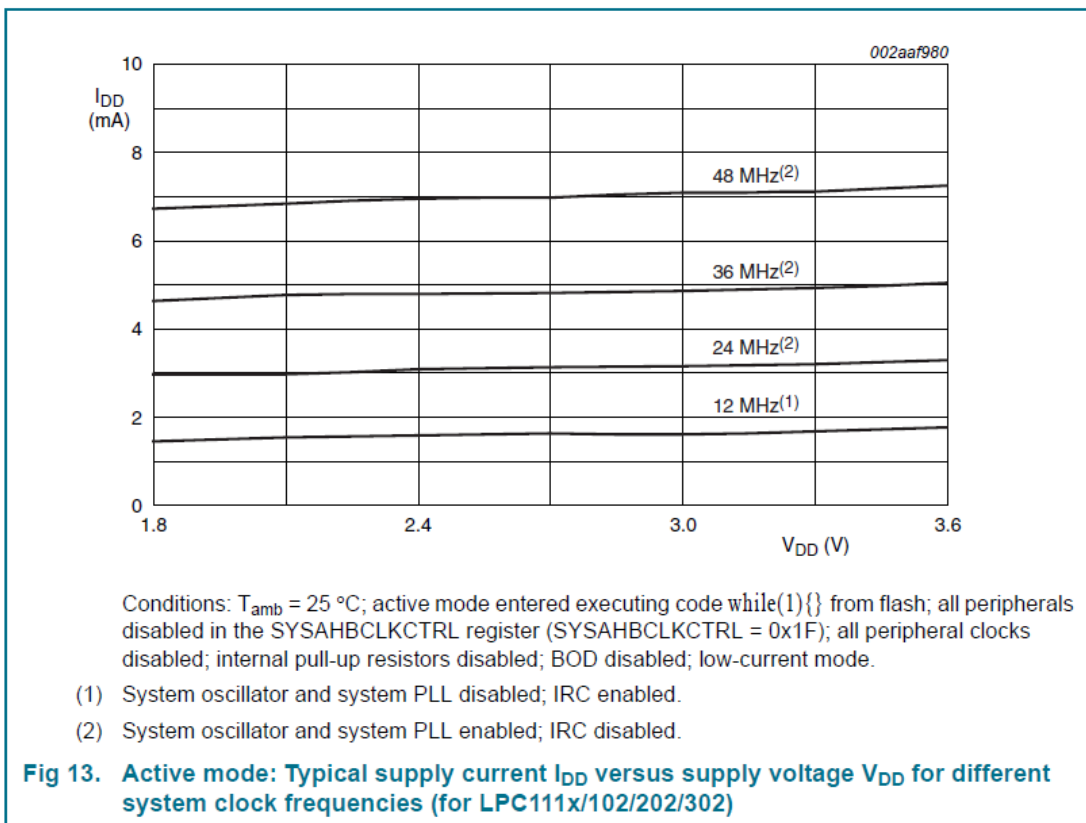 002aaf980
10
IDD
(mA)
8
48 MHz(2)
6
36 MHz(2)
4
24 MHz(2)
2
12 MHz(1)
0
1.8
2.4
3.0
3.6
VDD (V)
Conditions: Tamb = 25 °C; active mode entered executing code while(1){} from flash; all peripherals
disabled in the SYSAHBCLKCTRL register (SYSAHBCLKCTRL = 0x1F); all peripheral clocks
disabled; internal pull-up resistors disabled; BOD disabled; low-current mode.
(1) System oscillator and system PLL disabled; IRC enabled.
(2) System oscillator and system PLL enabled; IRC disabled.
Fig 13. Active mode: Typical supply current IDD versus supply voltage VDD for different
system clock frequencies (for LPC111x/102/202/302)